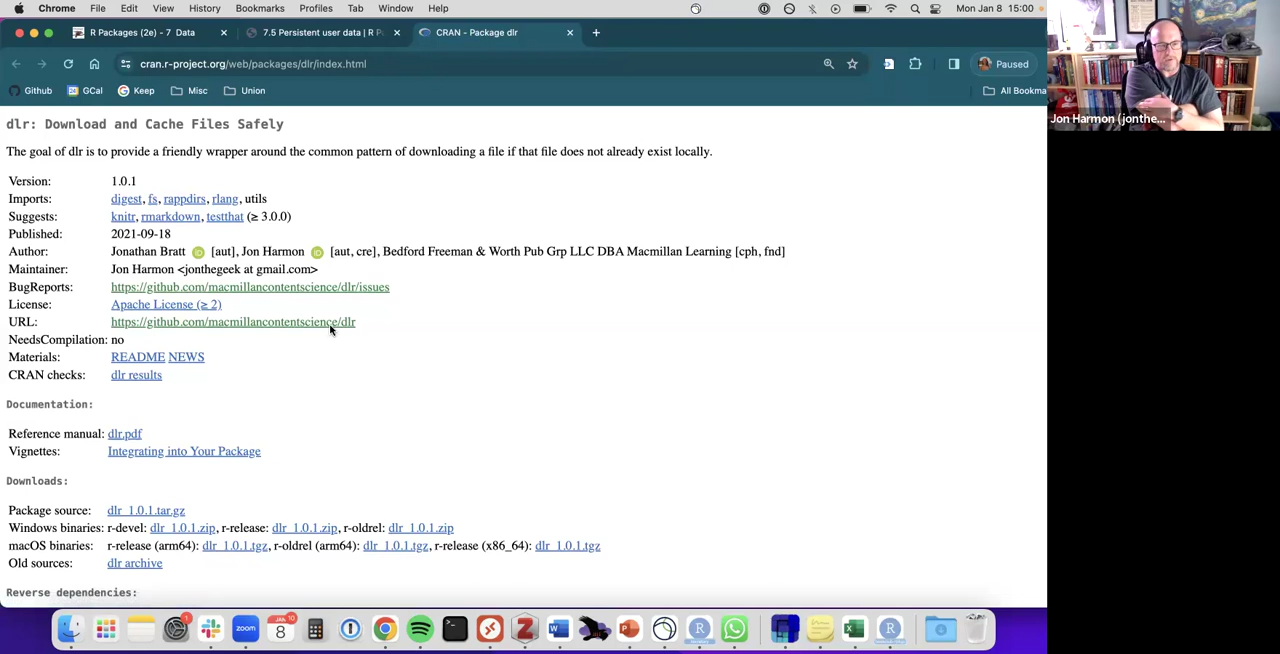 Chrome File Edit View History Bookmarks Profiles Tab Window Help Mon Jan 8 15:00
R Packages (2e) - 7 Data 7.5 Persistent user data | R P CRAN - Package dlr
cran.r-project.org/web/packages/dlr/index.html Paused
Github GCal Keep Misc Union All Bookma
Jon Harmon (jonthe...
dlr: Download and Cache Files Safely
The goal of dlr is to provide a friendly wrapper around the common pattern of downloading a file if that file does not already exist locally.
Version: 1.0.1
Imports: digest, fs, rappdirs, rlang, utils
Suggests: knitr, rmarkdown, testthat (≥ 3.0.0)
Published: 2021-09-18
Author: Jonathan Bratt iD [aut], Jon Harmon iD [aut, cre], Bedford Freeman & Worth Pub Grp LLC DBA Macmillan Learning [cph, fnd]
Maintainer: Jon Harmon <jonthegeek at gmail.com>
BugReports: https://github.com/macmillancontentscience/dlr/issues
License: Apache License (≥ 2)
URL: https://github.com/macmillancontentscience/dlr
NeedsCompilation: no
Materials: README NEWS
CRAN checks: dlr results
Documentation:
Reference manual: dlr.pdf
Vignettes: Integrating into Your Package
Downloads:
Package source: dlr_1.0.1.tar.gz
Windows binaries: r-devel: dlr_1.0.1.zip, r-release: dlr_1.0.1.zip, r-oldrel: dlr_1.0.1.zip
macOS binaries: r-release (arm64): dlr_1.0.1.tgz, r-oldrel (arm64): dlr_1.0.1.tgz, r-release (x86_64): dlr_1.0.1.tgz
Old sources: dlr archive
Reverse dependencies:
JAN 8 1 zoom Z W P R R X R 10